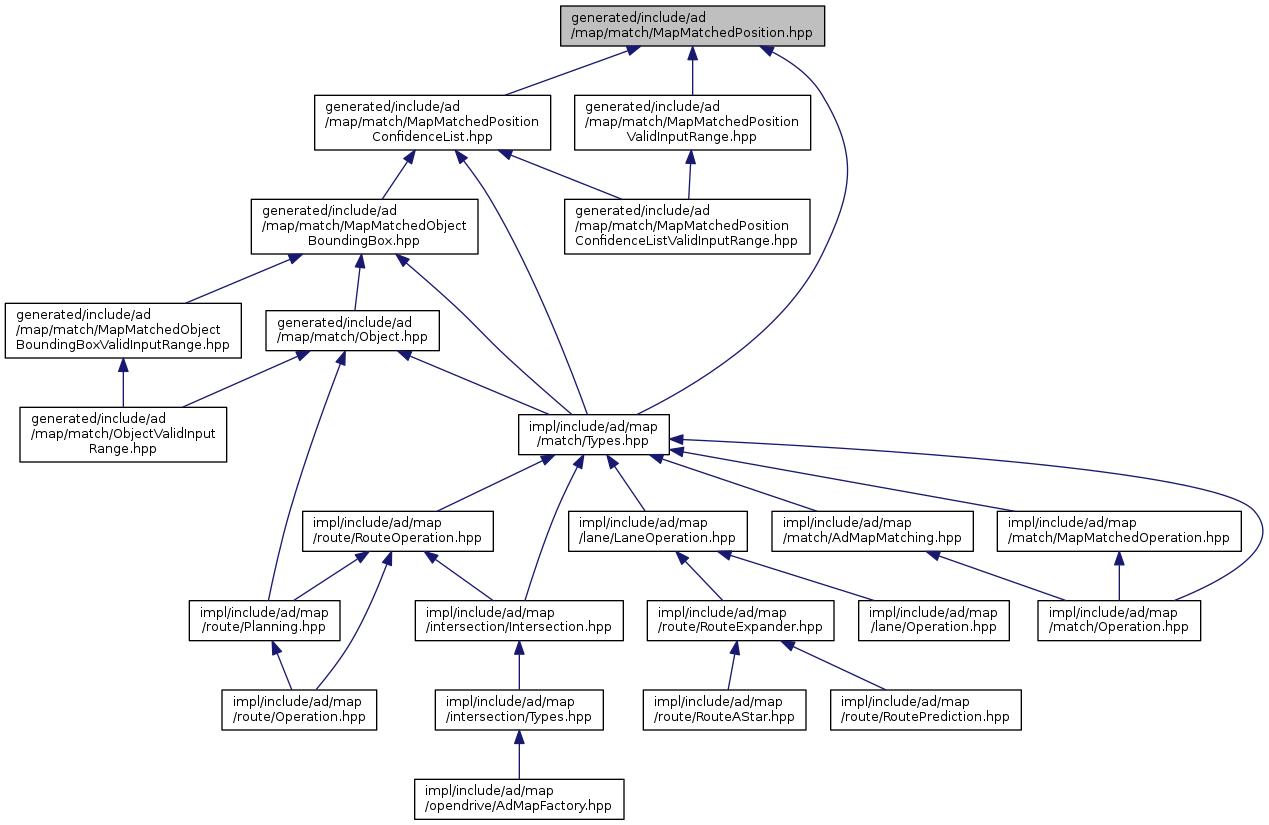 generated/include/ad
/map/match/MapMatchedPosition.hpp
generated/include/ad
/map/match/MapMatchedPosition
ConfidenceList.hpp
generated/include/ad
/map/match/MapMatchedPosition
ValidInputRange.hpp
generated/include/ad
/map/match/MapMatchedObject
BoundingBox.hpp
generated/include/ad
/map/match/MapMatchedPosition
ConfidenceListValidInputRange.hpp
generated/include/ad
/map/match/MapMatchedObject
BoundingBoxValidInputRange.hpp
generated/include/ad
/map/match/Object.hpp
generated/include/ad
/map/match/ObjectValidInput
Range.hpp
impl/include/ad/map
/match/Types.hpp
impl/include/ad/map
/route/RouteOperation.hpp
impl/include/ad/map
/lane/LaneOperation.hpp
impl/include/ad/map
/match/AdMapMatching.hpp
impl/include/ad/map
/match/MapMatchedOperation.hpp
impl/include/ad/map
/route/Planning.hpp
impl/include/ad/map
/intersection/Intersection.hpp
impl/include/ad/map
/route/RouteExpander.hpp
impl/include/ad/map
/lane/Operation.hpp
impl/include/ad/map
/match/Operation.hpp
impl/include/ad/map
/route/Operation.hpp
impl/include/ad/map
/intersection/Types.hpp
impl/include/ad/map
/route/RouteAStar.hpp
impl/include/ad/map
/route/RoutePrediction.hpp
impl/include/ad/map
/opendrive/AdMapFactory.hpp